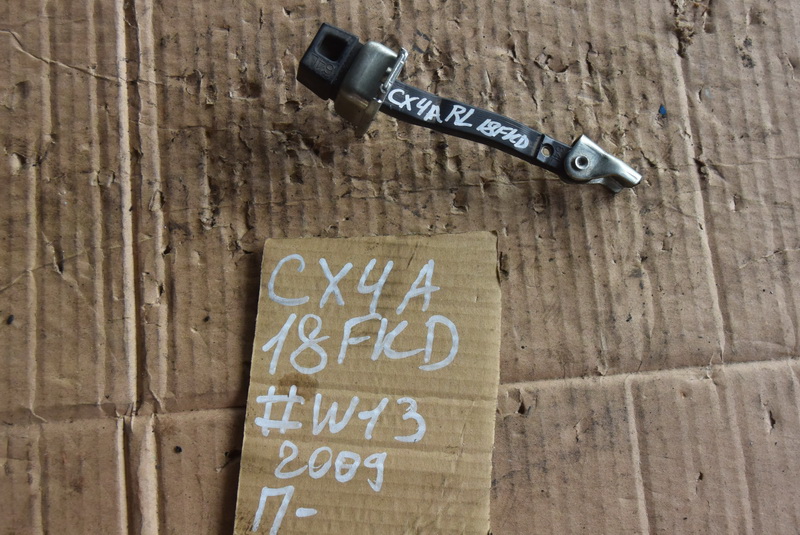 CX4A RL 18FKD
CX4A
18FKD
#W13
2009
П-